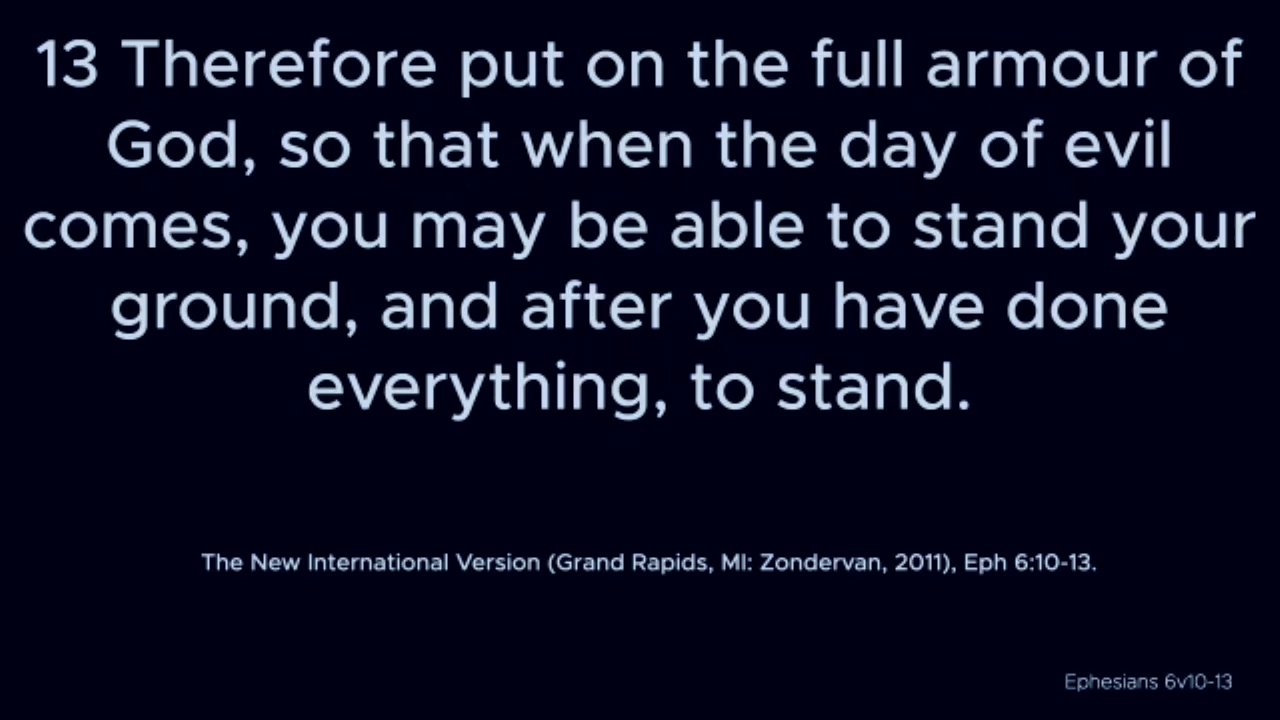 13 Therefore put on the full armour of
God, so that when the day of evil
comes, you may be able to stand your
ground, and after you have done
everything, to stand.
The New International Version (Grand Rapids, MI: Zondervan, 2011), Eph 6:10-13.
Ephesians 6v10-13